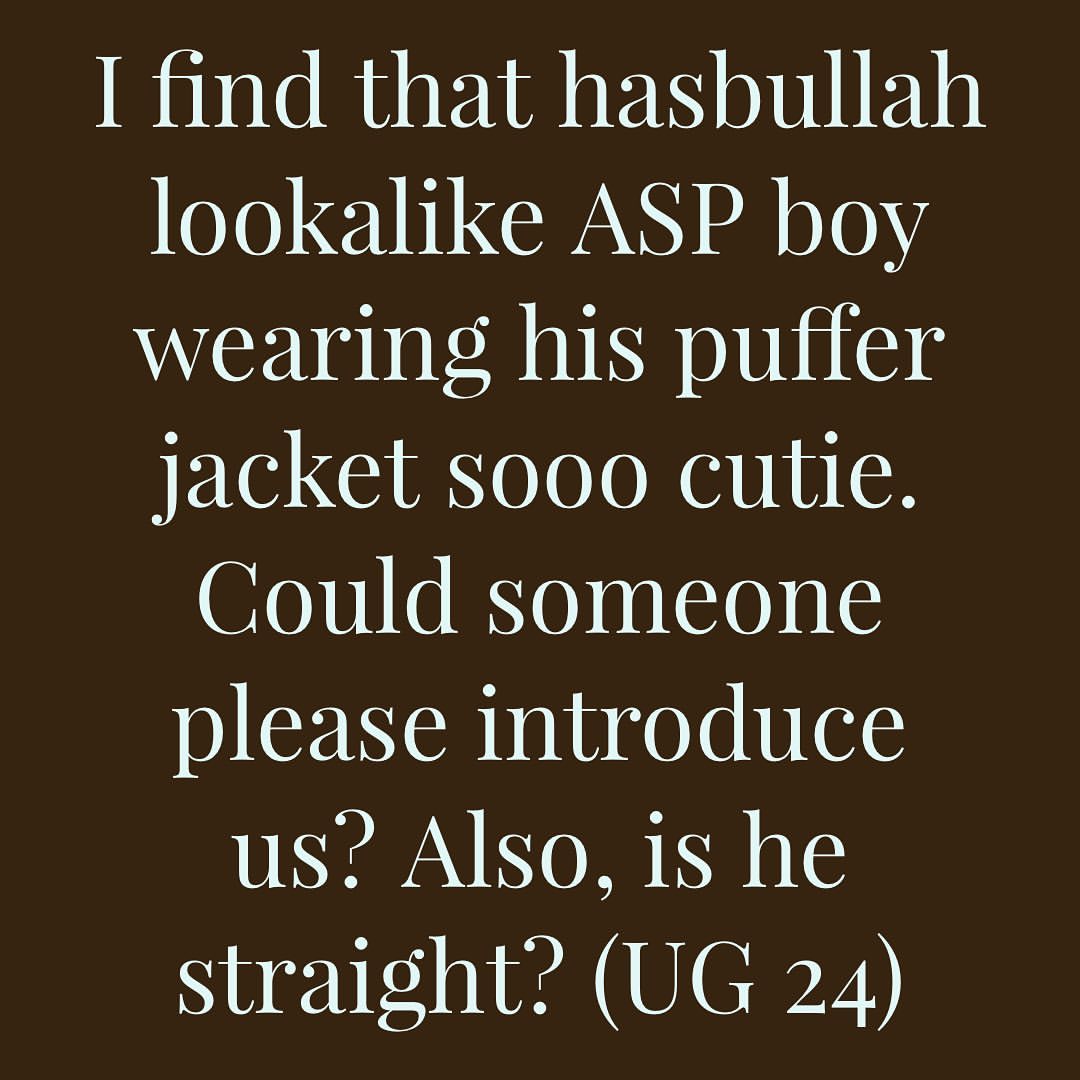 I find that hasbullah
lookalike ASP boy
wearing his puffer
jacket sooo cutie.
Could someone
please introduce
us? Also, is he
straight? (UG 24)